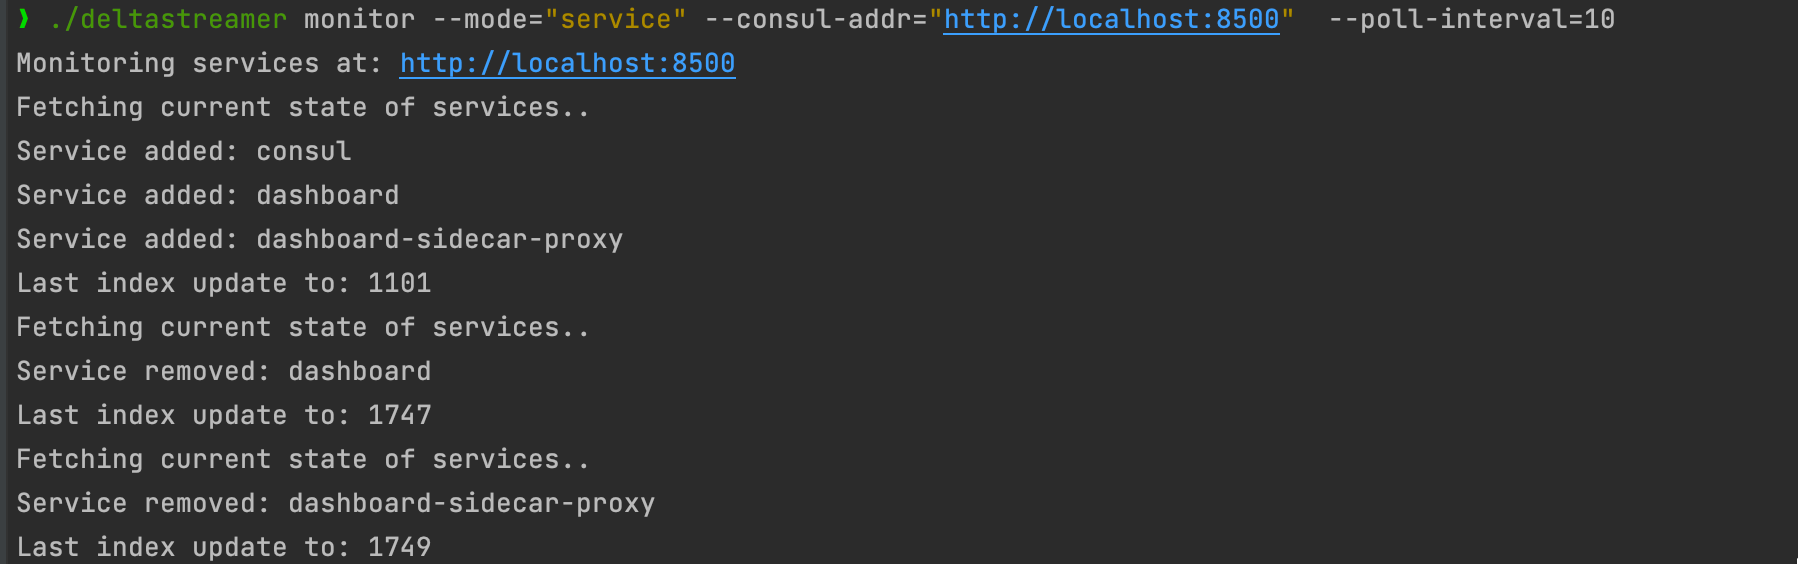 ❯ ./deltastreamer monitor --mode="service" --consul-addr="http://localhost:8500"  --poll-interval=10
Monitoring services at: http://localhost:8500
Fetching current state of services..
Service added: consul
Service added: dashboard
Service added: dashboard-sidecar-proxy
Last index update to: 1101
Fetching current state of services..
Service removed: dashboard
Last index update to: 1747
Fetching current state of services..
Service removed: dashboard-sidecar-proxy
Last index update to: 1749